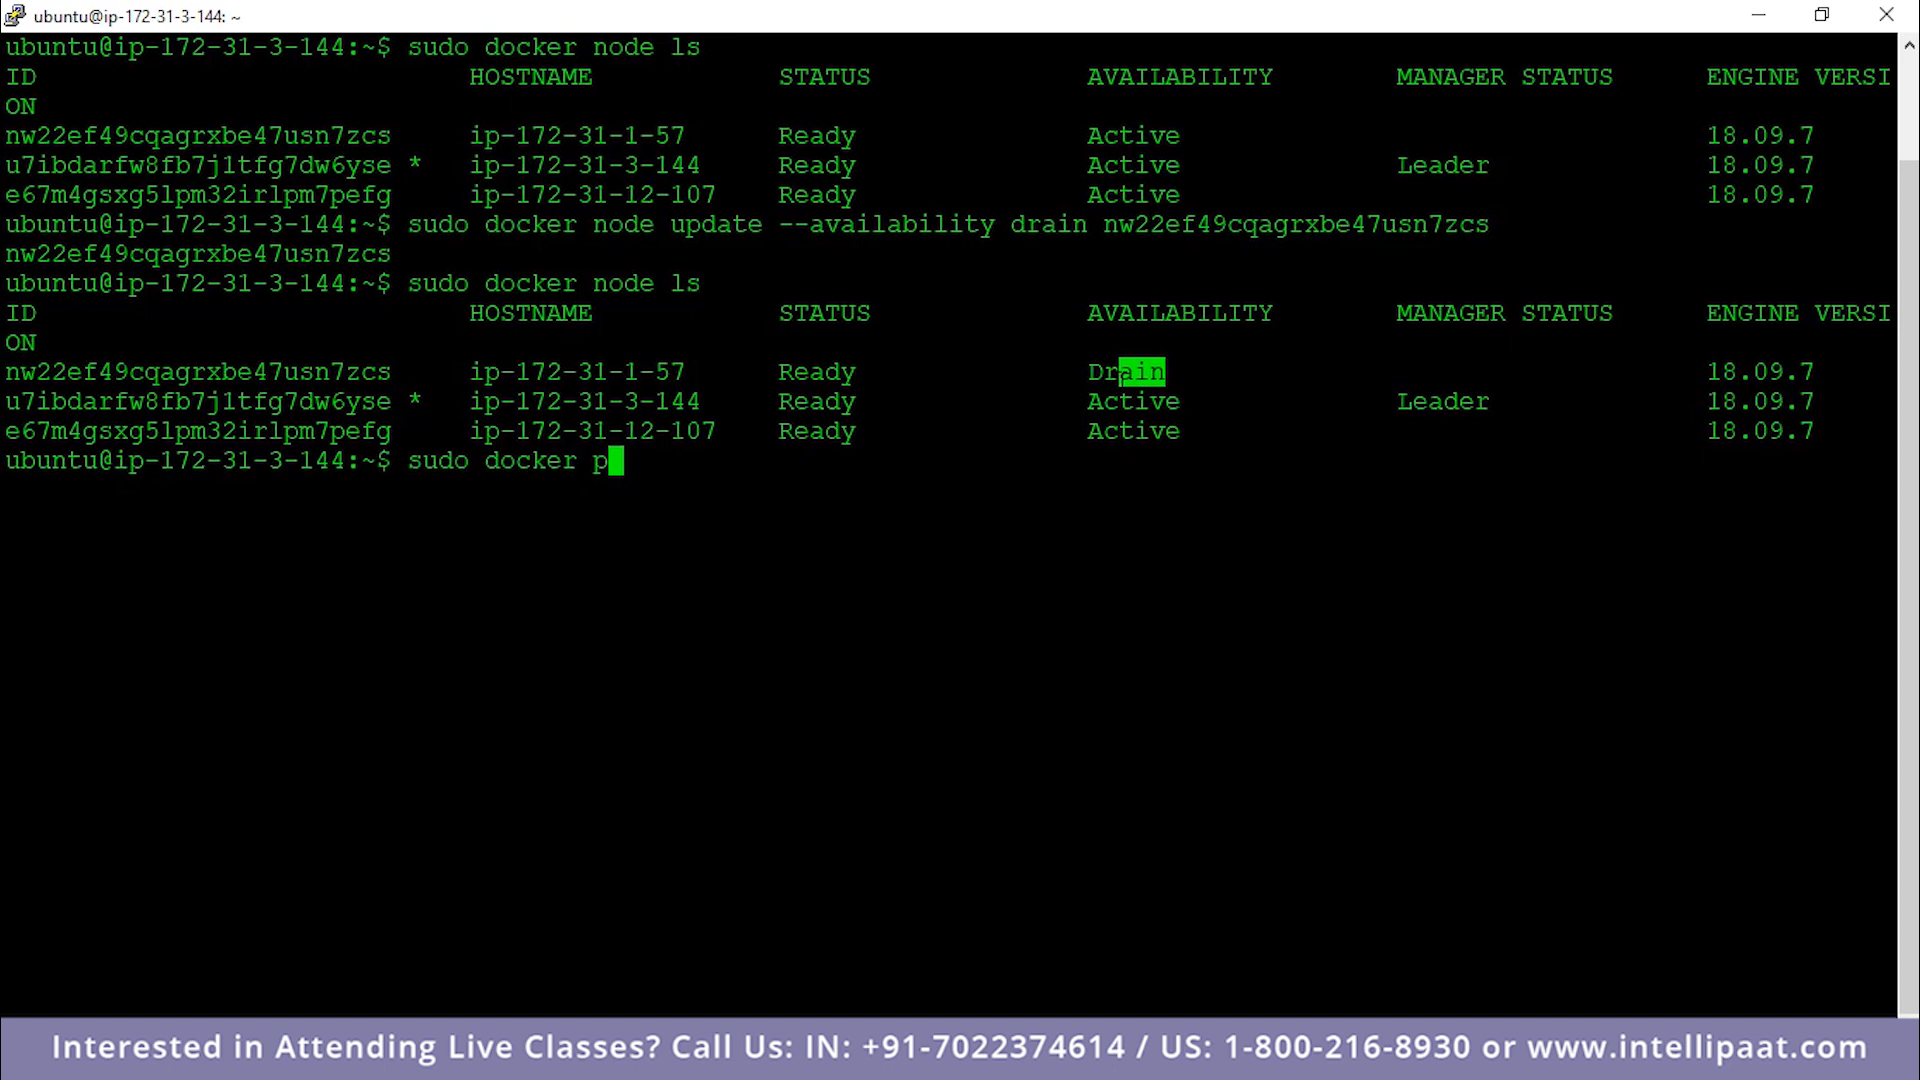 ubuntu@ip-172-31-3-144: ~
ubuntu@ip-172-31-3-144:~$ sudo docker node ls
ID HOSTNAME STATUS AVAILABILITY MANAGER STATUS ENGINE VERSI
ON
nw22ef49cqagrxbe47usn7zcs ip-172-31-1-57 Ready Active 18.09.7
u7ibdarfw8fb7j1tfg7dw6yse * ip-172-31-3-144 Ready Active Leader 18.09.7
e67m4gsxg5lpm32irlpm7pefg ip-172-31-12-107 Ready Active 18.09.7
ubuntu@ip-172-31-3-144:~$ sudo docker node update --availability drain nw22ef49cqagrxbe47usn7zcs
nw22ef49cqagrxbe47usn7zcs
ubuntu@ip-172-31-3-144:~$ sudo docker node ls
ID HOSTNAME STATUS AVAILABILITY MANAGER STATUS ENGINE VERSI
ON
nw22ef49cqagrxbe47usn7zcs ip-172-31-1-57 Ready Drain 18.09.7
u7ibdarfw8fb7j1tfg7dw6yse * ip-172-31-3-144 Ready Active Leader 18.09.7
e67m4gsxg5lpm32irlpm7pefg ip-172-31-12-107 Ready Active 18.09.7
ubuntu@ip-172-31-3-144:~$ sudo docker p
Interested in Attending Live Classes? Call Us: IN: +91-7022374614 / US: 1-800-216-8930 or www.intellipaat.com